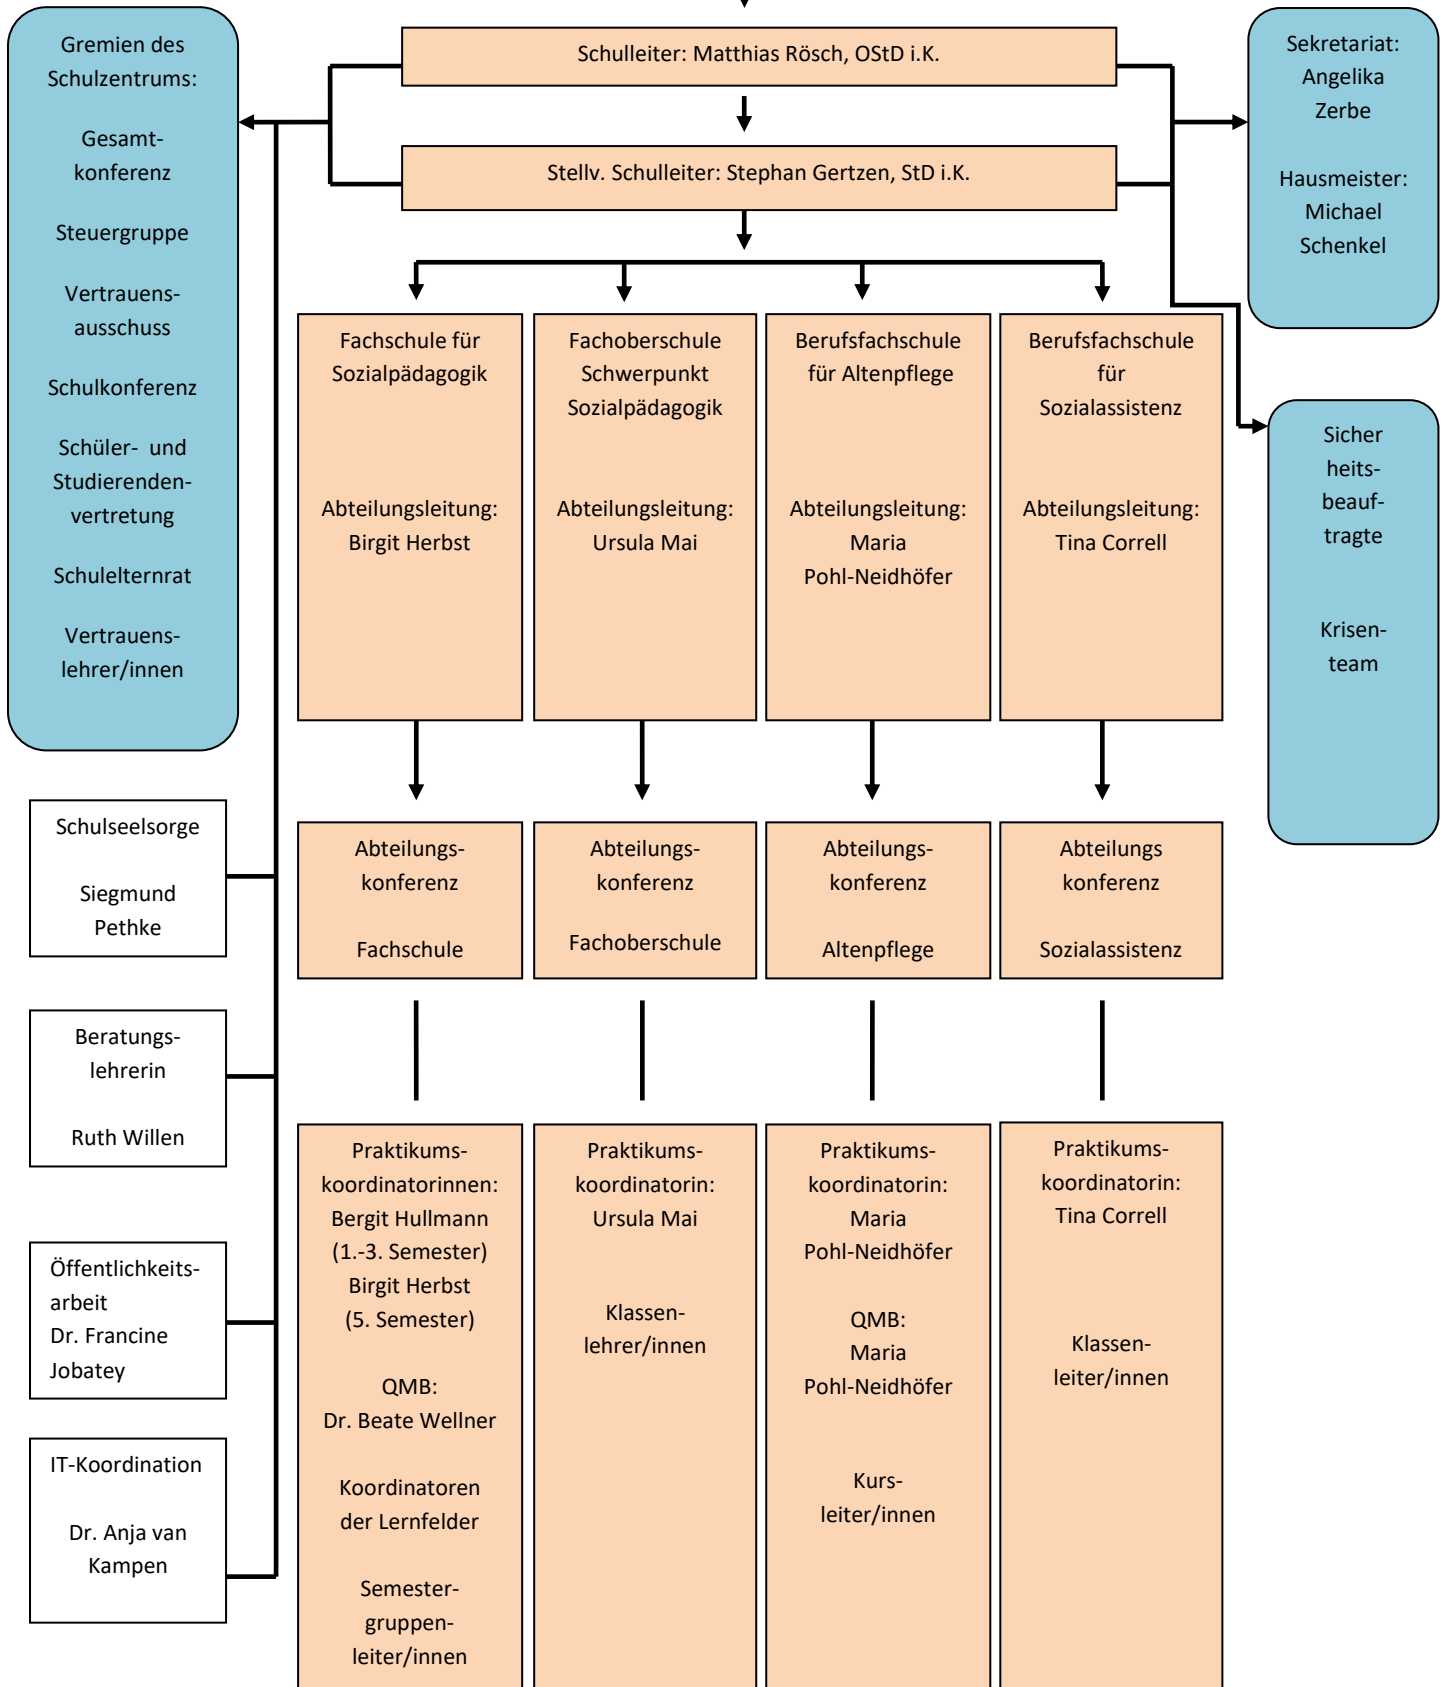 Gremien des
Schulzentrums:
Gesamt-
konferenz
Steuergruppe
Vertrauens-
ausschuss
Schulkonferenz
Schüler- und
Studierenden-
vertretung
Schulelternrat
Vertrauens-
lehrer/innen
Schulleiter: Matthias Rösch, OStD i.K.
Stellv. Schulleiter: Stephan Gertzen, StD i.K.
Sekretariat:
Angelika
Zerbe
Hausmeister:
Michael
Schenkel
Sicher
heits-
beauf-
tragte
Krisen-
team
Fachschule für
Sozialpädagogik
Abteilungsleitung:
Birgit Herbst
Fachoberschule
Schwerpunkt
Sozialpädagogik
Abteilungsleitung:
Ursula Mai
Berufsfachschule
für Altenpflege
Abteilungsleitung:
Maria
Pohl-Neidhöfer
Berufsfachschule
für
Sozialassistenz
Abteilungsleitung:
Tina Correll
Abteilungs-
konferenz
Fachschule
Abteilungs-
konferenz
Fachoberschule
Abteilungs-
konferenz
Altenpflege
Abteilungs
konferenz
Sozialassistenz
Schulseelsorge
Siegmund
Pethke
Beratungs-
lehrerin
Ruth Willen
Öffentlichkeits-
arbeit
Dr. Francine
Jobatey
IT-Koordination
Dr. Anja van
Kampen
Praktikums-
koordinatorinnen:
Bergit Hullmann
(1.-3. Semester)
Birgit Herbst
(5. Semester)
QMB:
Dr. Beate Wellner
Koordinatoren
der Lernfelder
Semester-
gruppen-
leiter/innen
Praktikums-
koordinatorin:
Ursula Mai
Klassen-
lehrer/innen
Praktikums-
koordinatorin:
Maria
Pohl-Neidhöfer
QMB:
Maria
Pohl-Neidhöfer
Kurs-
leiter/innen
Praktikums-
koordinatorin:
Tina Correll
Klassen-
leiter/innen